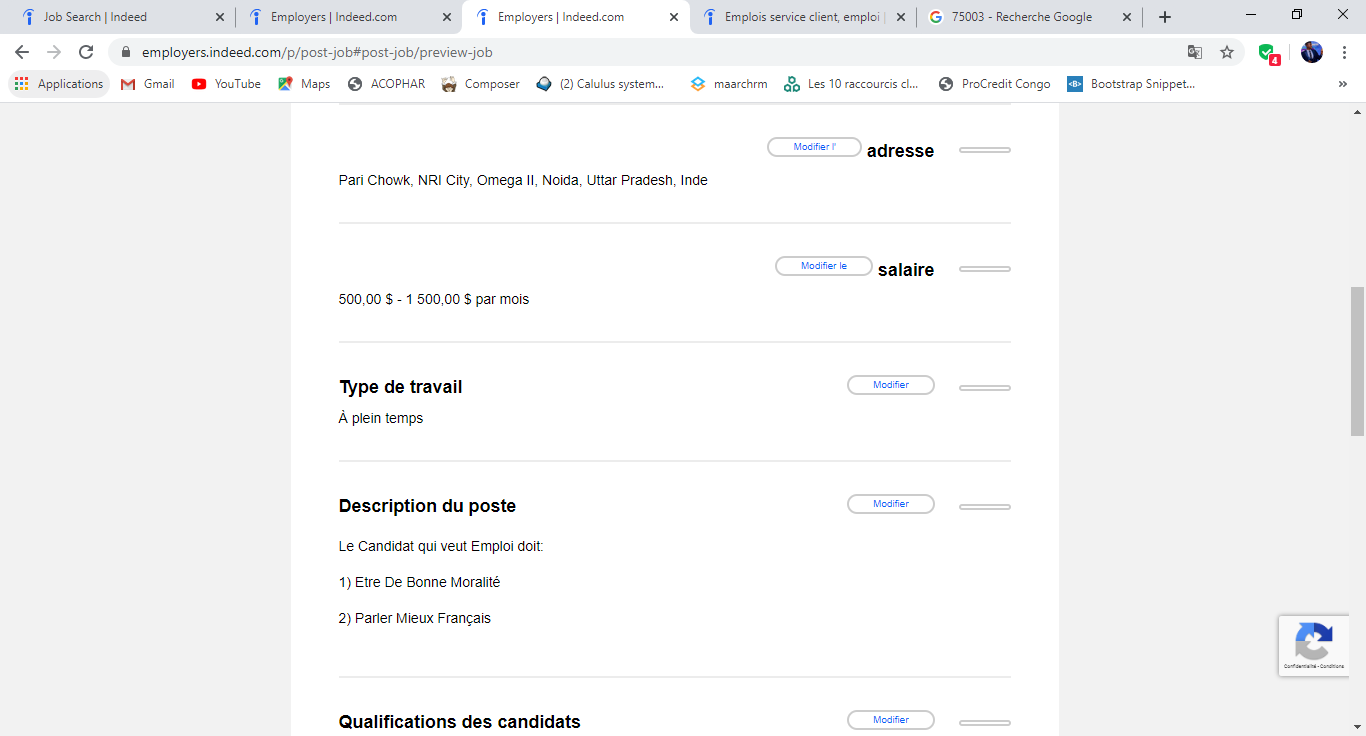 Job Search | Indeed
Employers | Indeed.com
Employers | Indeed.com
Emplois service client, emploi
75003 - Recherche Google
employers.indeed.com/p/post-job#post-job/preview-job
4
Applications
Gmail
YouTube
Maps
ACOPHAR
Composer
(2) Calulus system...
maarchrm
Les 10 raccourcis cl...
ProCredit Congo
Bootstrap Snippet...
»
Modifier l' adresse
Pari Chowk, NRI City, Omega II, Noida, Uttar Pradesh, Inde
Modifier le salaire
500,00 $ - 1 500,00 $ par mois
Type de travail Modifier
À plein temps
Description du poste Modifier
Le Candidat qui veut Emploi doit:
1) Etre De Bonne Moralité
2) Parler Mieux Français
Confidentialité - Conditions
Qualifications des candidats Modifier